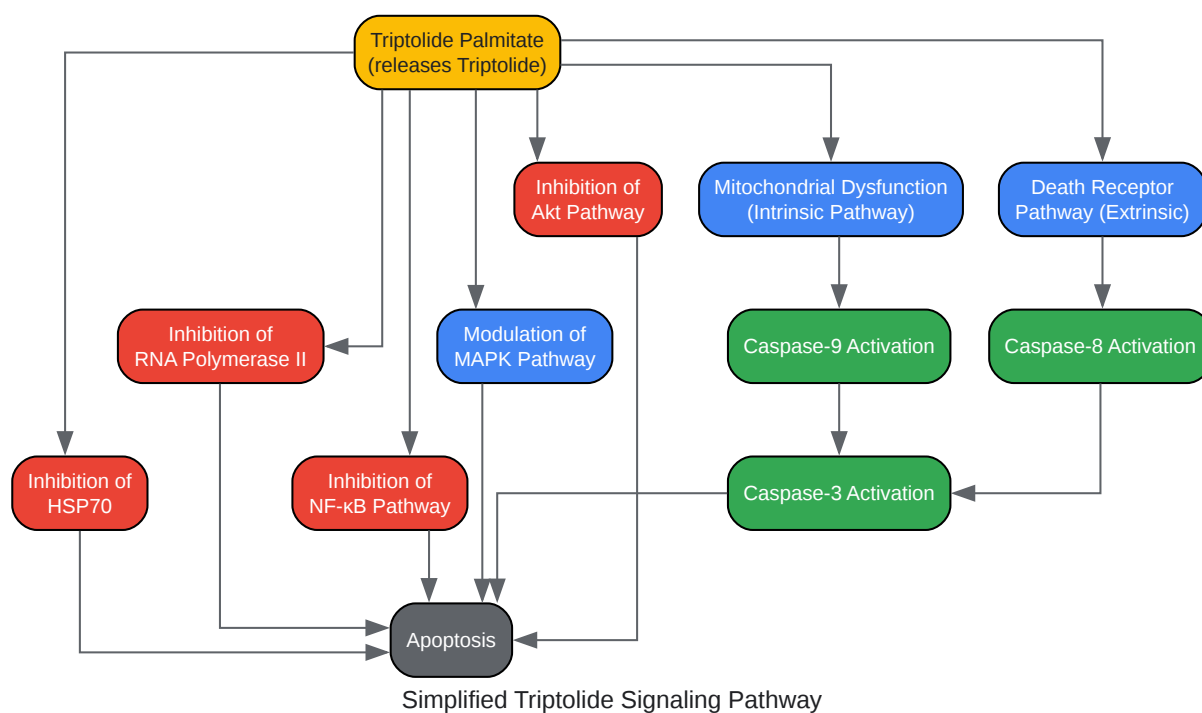 Triptolide Palmitate
(releases Triptolide)
Inhibition of
Akt Pathway
Mitochondrial Dysfunction
(Intrinsic Pathway)
Death Receptor
Pathway (Extrinsic)
Inhibition of
RNA Polymerase II
Modulation of
MAPK Pathway
Caspase-9 Activation
Caspase-8 Activation
Inhibition of
HSP70
Inhibition of
NF-κB Pathway
Caspase-3 Activation
Apoptosis
Simplified Triptolide Signaling Pathway